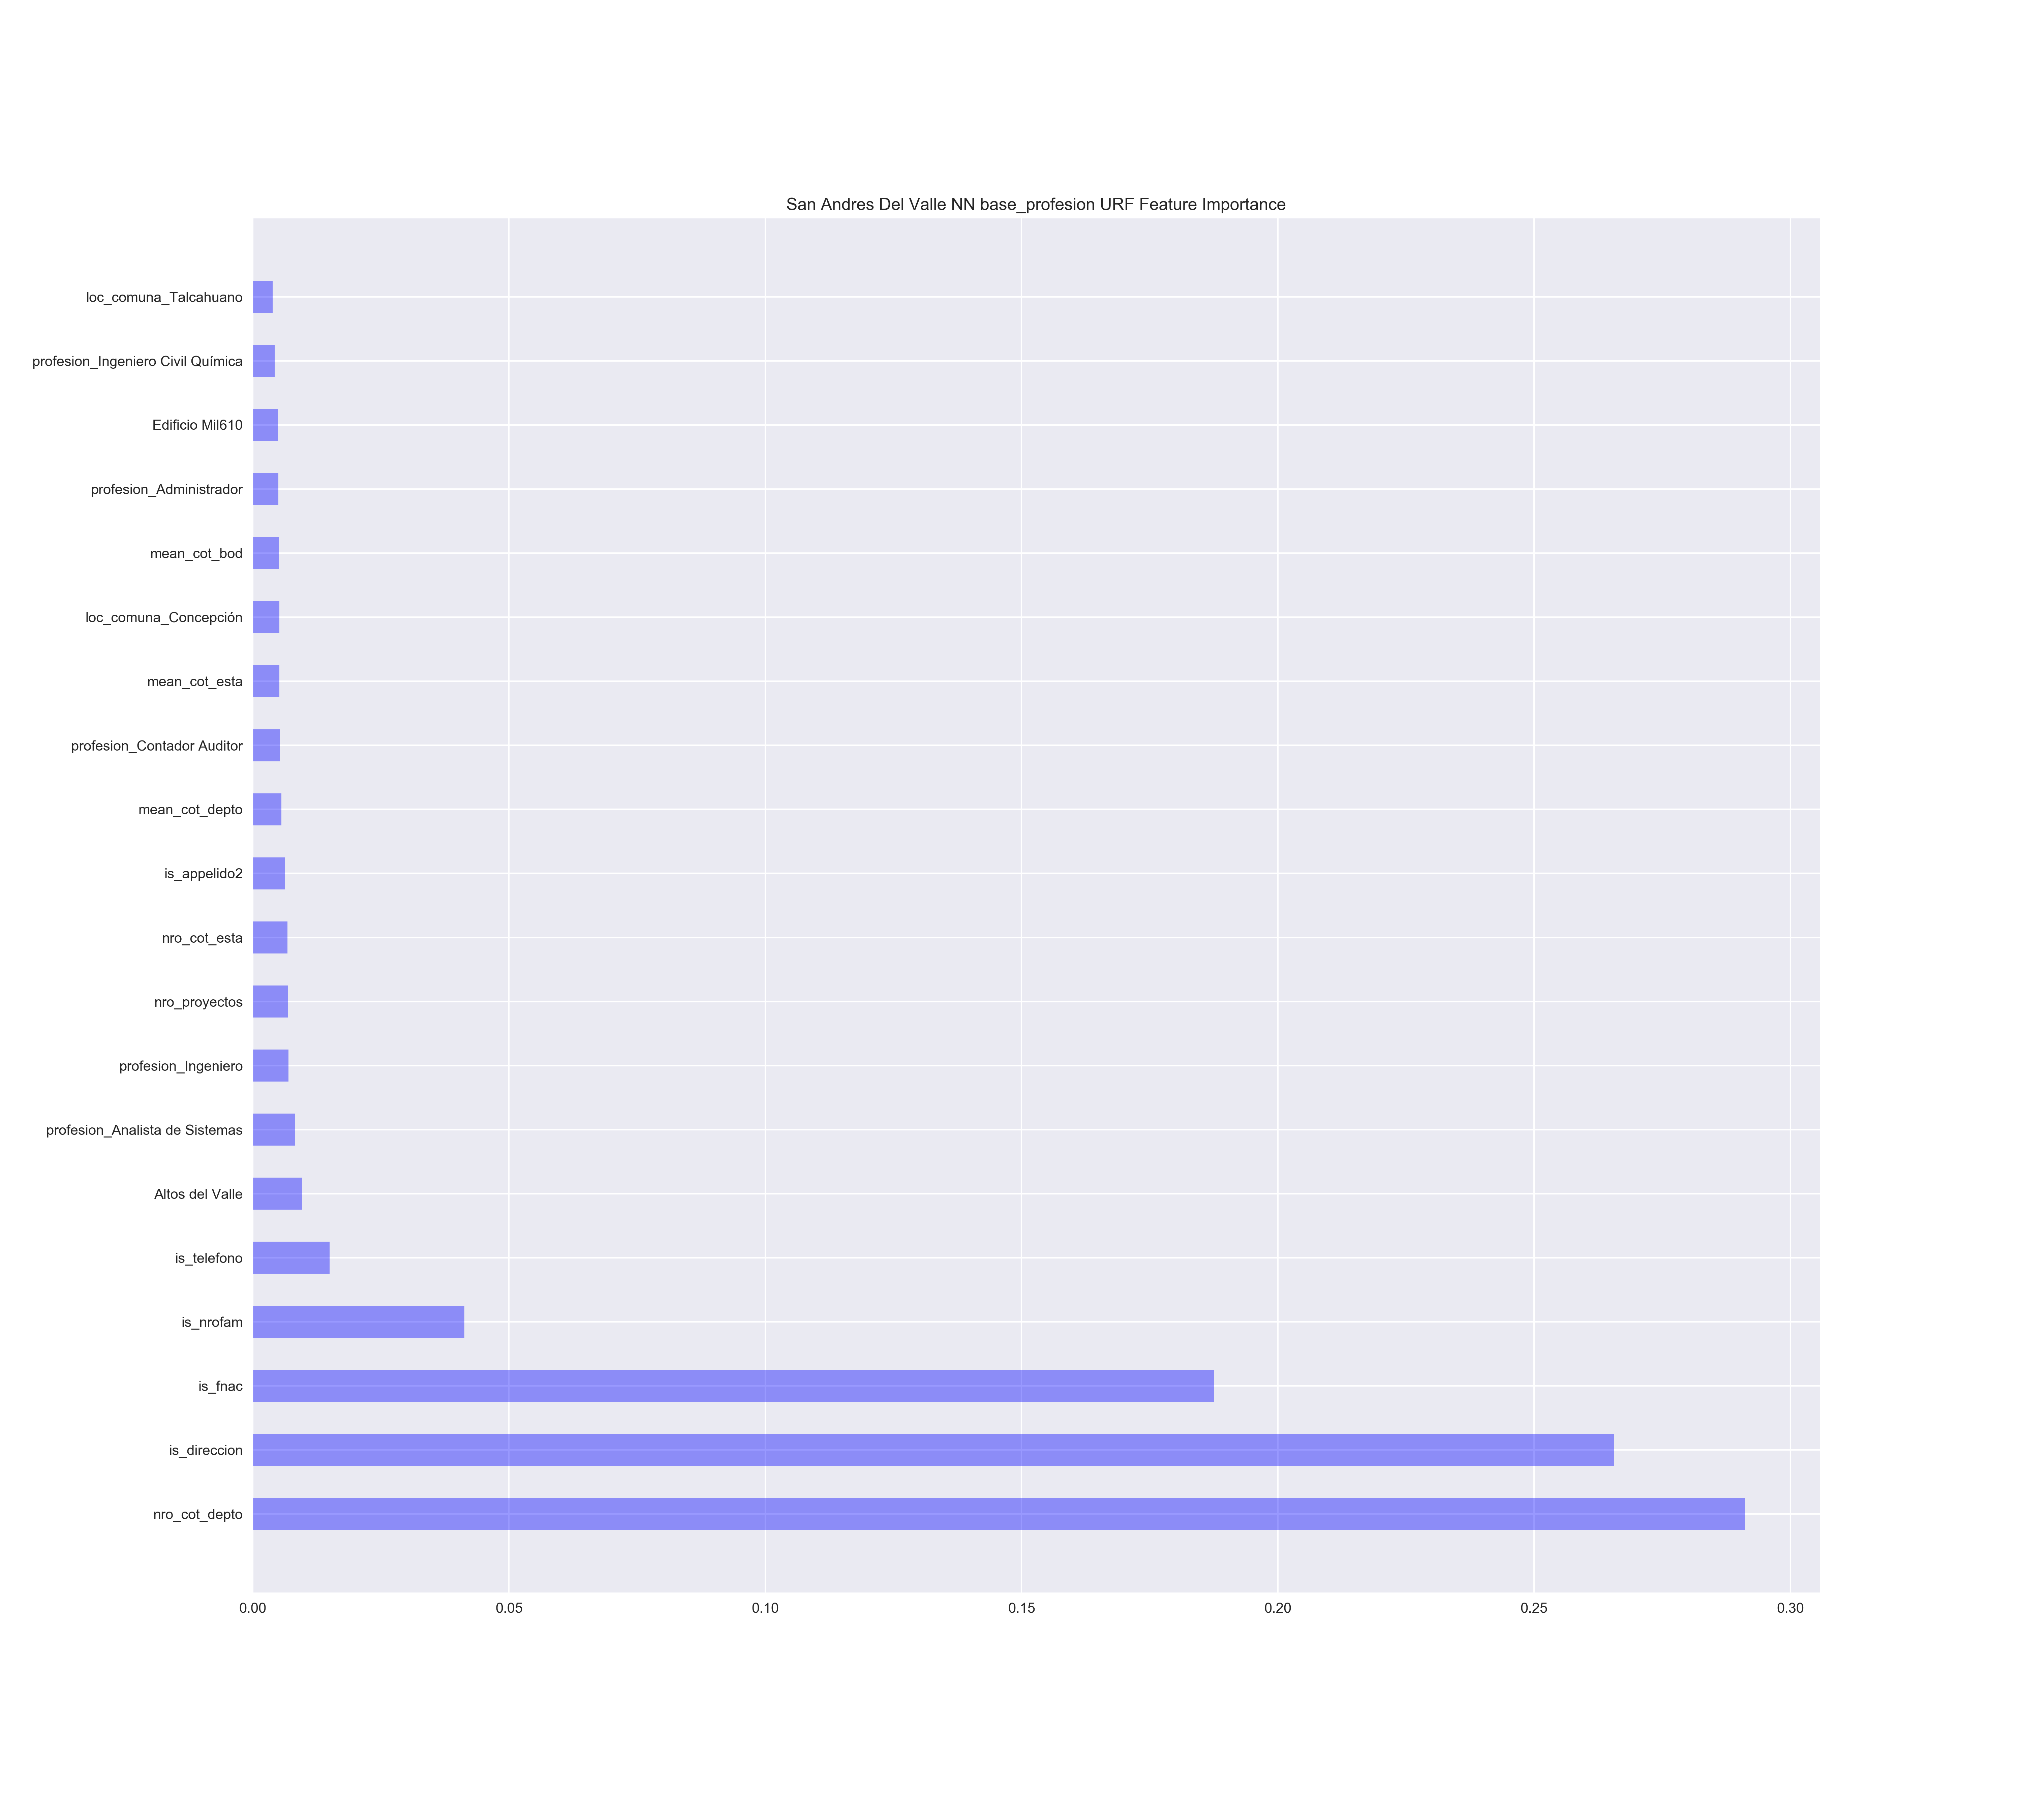 San Andres Del Valle NN base_profesion URF Feature Importance
loc_comuna_Talcahuano
profesion_Ingeniero Civil Química
Edificio Mil610
profesion_Administrador
mean_cot_bod
loc_comuna_Concepción
mean_cot_esta
profesion_Contador Auditor
mean_cot_depto
is_appelido2
nro_cot_esta
nro_proyectos
profesion_Ingeniero
profesion_Analista de Sistemas
Altos del Valle
is_telefono
is_nrofam
is_fnac
is_direccion
nro_cot_depto
0.00 0.05 0.10 0.15 0.20 0.25 0.30